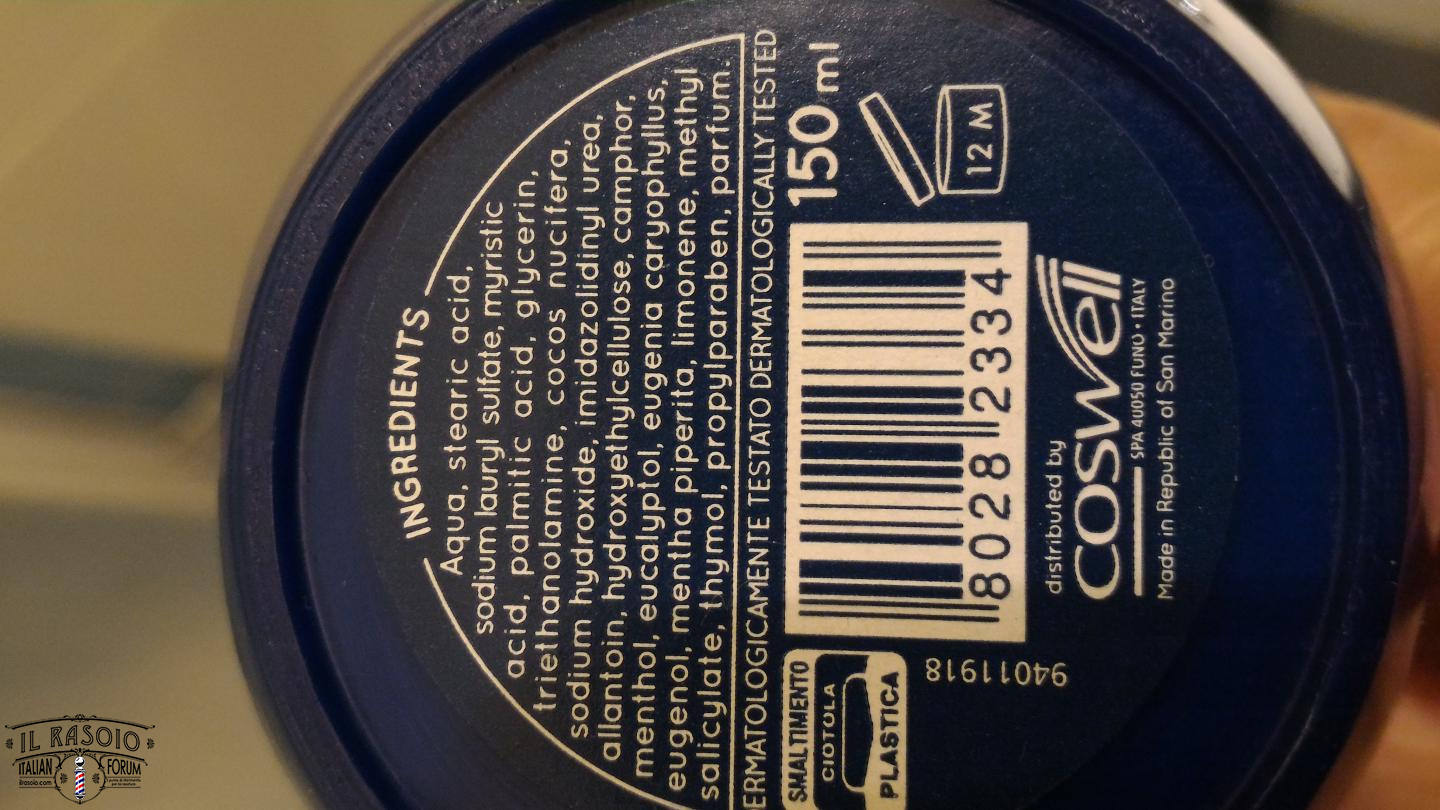 INGREDIENTS
Aqua, stearic acid,
sodium lauryl sulfate, myristic
acid, palmitic acid, glycerin,
triethanolamine, cocos nucifera,
sodium hydroxide, imidazolidinyl urea,
allantoin, hydroxyethylcellulose, camphor,
menthol, eucalyptol, eugenia caryophyllus,
eugenol, mentha piperita, limonene, methyl
salicylate, thymol, propylparaben, parfum.
ERMATOLOGICAMENTE TESTATO DERMATOLOGICALLY TESTED
SMALTIMENTO
CIOTOLA
PLASTICA
94011918
8028 2334
150 ml
12 M
distributed by
coswell
SPA 40050 FUNO · ITALY
Made in Republic of San Marino
IL RASOIO
ITALIAN FORUM
ilrasoio.com